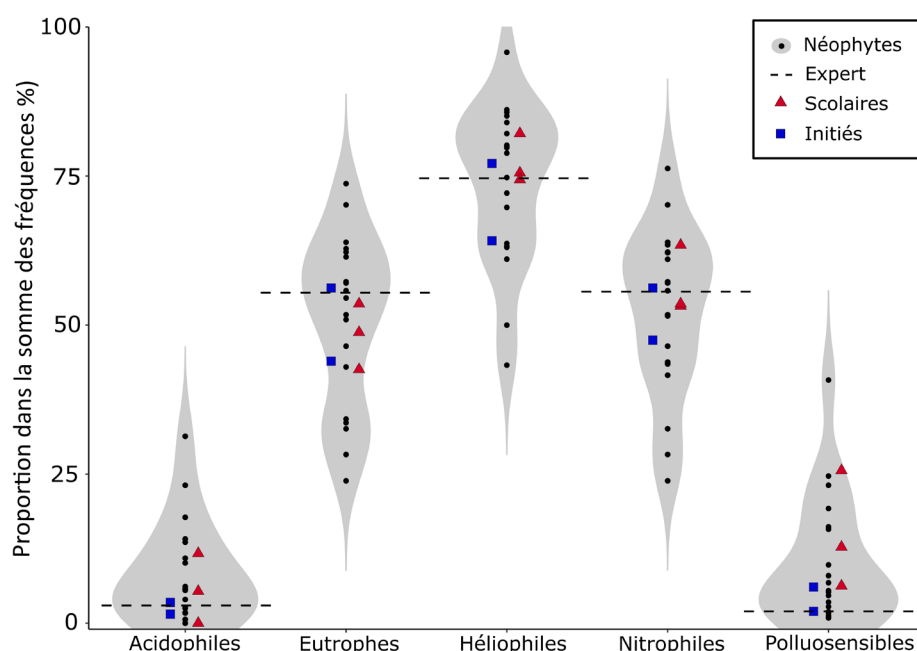 Proportion dans la somme des fréquences %)
100
75
50
25
0
Acidophiles
Eutrophes
Héliophiles
Nitrophiles
Polluosensibles
Néophytes
Expert
Scolaires
Initiés